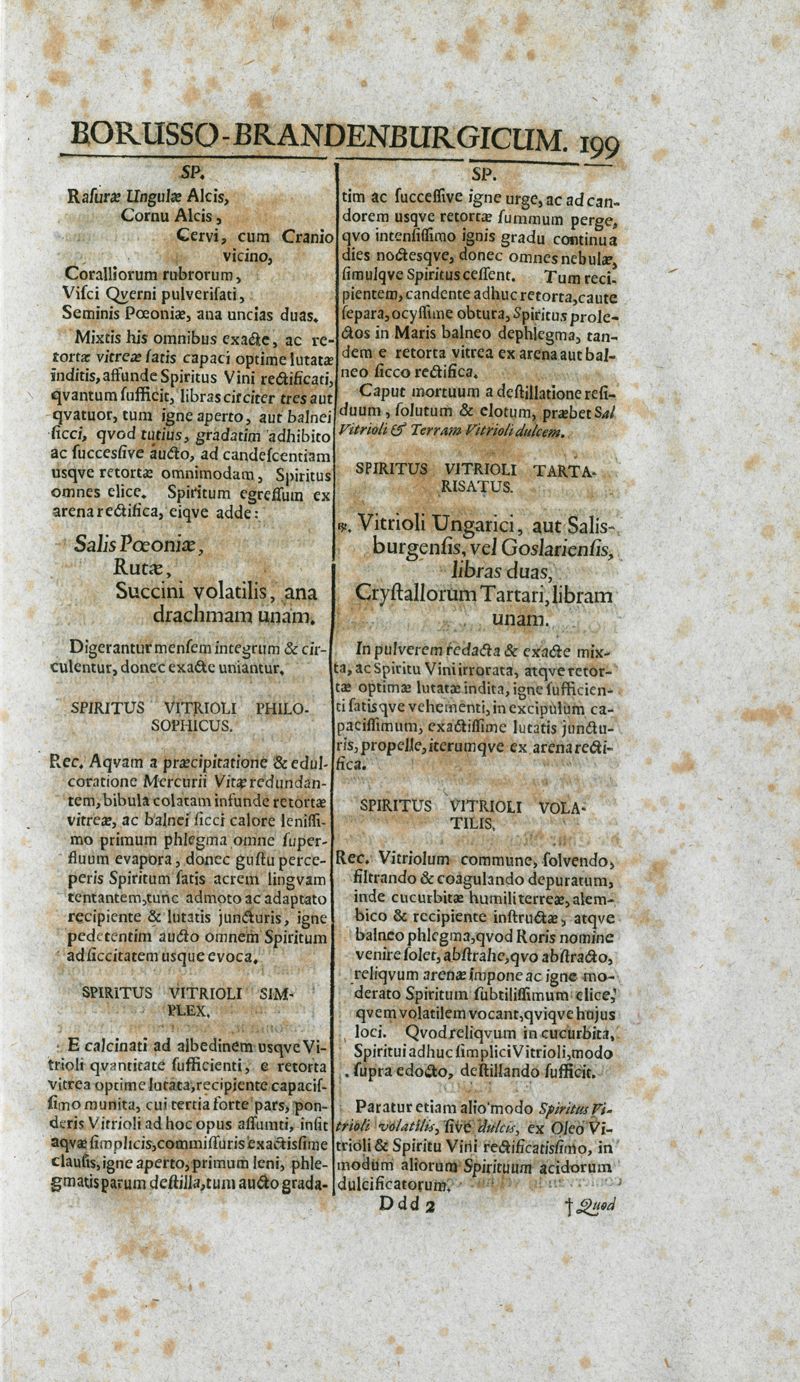 BORUSSO-BRANDENBURGICUM. 199
SP.
Raſuræ Ungulæ Alcis,
Cornu Alcis,
Cervi, cum Cranio
vicino,
Coralliorum rubrorum,
Viſci Qverni pulveriſati,
Seminis Pœoniæ, ana uncias duas.
Mixtis his omnibus exacte, ac re-
tortæ vitreæ ſatis capaci optime lutatæ
inditis, affunde Spiritus Vini rectificati,
qvantum ſufficit, libras circiter tres aut
qvatuor, tum igne aperto, aut balnei
ſicci, qvod tutius, gradatim adhibito
ac ſuccesſive aucto, ad candeſcentiam
usqve retortæ omnimodam, Spiritus
omnes elice. Spiritum egreſſum ex
arena rectifica, eiqve adde:
Salis Pœoniæ,
Rutæ,
Succini volatilis, ana
drachmam unam.
Digerantur menſem integrum & cir-
culentur, donec exacte uniantur.
SPIRITUS VITRIOLI PHILO-
SOPHICUS.
Rec. Aqvam a præcipitatione & edul-
coratione Mercurii Vitæ redundan-
tem, bibula colatam infunde retortæ
vitreæ, ac balnei ſicci calore leniſſi-
mo primum phlegma omne ſuper-
fluum evapora, donec guſtu perce-
peris Spiritum ſatis acrem lingvam
tentantem, tunc admoto ac adaptato
recipiente & lutatis juncturis, igne
pedetentim aucto omnem Spiritum
ad ſiccitatem usque evoca.
SPIRITUS VITRIOLI SIM-
PLEX.
E calcinati ad albedinem usqve Vi-
trioli qvantitate ſufficienti, e retorta
vitrea optime lutata, recipiente capaciſ-
ſimo munita, cui tertia forte pars, pon-
deris Vitrioli ad hoc opus aſſumti, inſit
aqvæ ſimplicis, commiſſuris exactisſime
clauſis, igne aperto, primum leni, phle-
gmatis parum deſtilla, tum aucto grada-
SP.
tim ac ſucceſſive igne urge, ac ad can-
dorem usqve retortæ ſummum perge,
qvo intenſiſſimo ignis gradu continua
dies noctesqve, donec omnes nebulæ,
ſimulqve Spiritus ceſſent. Tum reci-
pientem, candente adhuc retorta, caute
ſepara, ocyſſime obtura, Spiritus prole-
ctos in Maris balneo dephlegma, tan-
dem e retorta vitrea ex arena aut bal-
neo ſicco rectifica.
Caput mortuum a deſtillatione reſi-
duum, ſolutum & elotum, præbet Sal
Vitrioli & Terram Vitrioli dulcem.
SPIRITUS VITRIOLI TARTA-
RISATUS.
℞. Vitrioli Ungarici, aut Salis-
burgenſis, vel Goslarienſis,
libras duas,
Cryſtallorum Tartari, libram
unam.
In pulverem redacta & exacte mix-
ta, ac Spiritu Vini irrorata, atqve retor-
tæ optimæ lutatæ indita, igne ſufficien-
ti ſatisqve vehementi, in excipulum ca-
paciſſimum, exactiſſime lutatis junctu-
ris, propelle, iterumqve ex arena recti-
fica.
SPIRITUS VITRIOLI VOLA-
TILIS.
Rec. Vitriolum commune, ſolvendo,
filtrando & coagulando depuratum,
inde cucurbitæ humili terreæ, alem-
bico & recipiente inſtructæ, atqve
balneo phlegma, qvod Roris nomine
venire ſolet, abſtrahe, qvo abſtracto,
reliqvum arenæ impone ac igne mo-
derato Spiritum ſubtiliſſimum elice,
qvem volatilem vocant, qviqve hujus
loci. Qvod reliqvum in cucurbita,
Spiritui adhuc ſimplici Vitrioli, modo
ſupra edocto, deſtillando ſufficit.
Paratur etiam alio modo Spiritus Vi-
trioli volatilis, ſive dulcis, ex Oleo Vi-
trioli & Spiritu Vini rectificatisſimo, in
modum aliorum Spirituum acidorum
dulcificatorum.
Ddd 2
† Quod